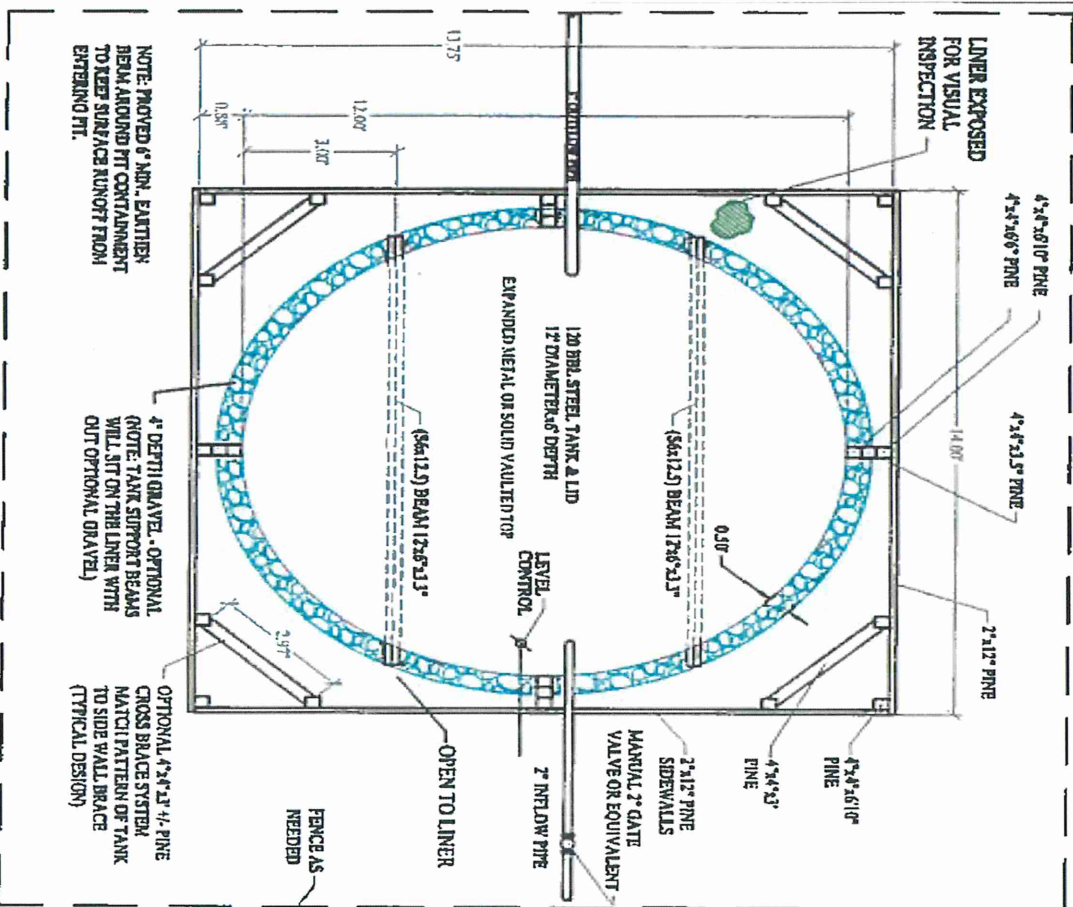 LINER EXPOSED
FOR VISUAL
INSPECTION
4"x4"x6'10" PINE
4"x4"x6'6" PINE
4"x4"x3.5" PINE
2"x12" PINE
14.00'
13.75'
12.00'
3.00'
0.88'
0.50'
4"x4"x6'10"
PINE
4"x4"x3'
PINE
2"x12" PINE
SIDEWALLS
MANUAL 2" GATE
VALVE OR EQUIVALENT
2" INFLOW PIPE
LEVEL
CONTROL
(S6x12.5) BEAM 12'x6"x3.3"
120 BBL STEEL TANK & LID
12' DIAMETER x 6' DEPTH
EXPANDED METAL OR SOLID VAULTED TOP
(S6x12.5) BEAM 12'x6"x3.3"
OPEN TO LINER
FENCE AS
NEEDED
2.97'
NOTE: PROVED 6" MIN. EARTHEN
BERM AROUND PIT CONTAINMENT
TO KEEP SURFACE RUNOFF FROM
ENTERING PIT.
4" DEPTH GRAVEL - OPTIONAL
(NOTE: TANK SUPPORT BEAMS
WILL SIT ON THE LINER WITH
OUT OPTIONAL GRAVEL)
OPTIONAL 4"x4"x3' +/- PINE
CROSS BRACE SYSTEM
MATCH PATTERN OF TANK
TO SIDE WALL BRACE
(TYPICAL DESIGN)